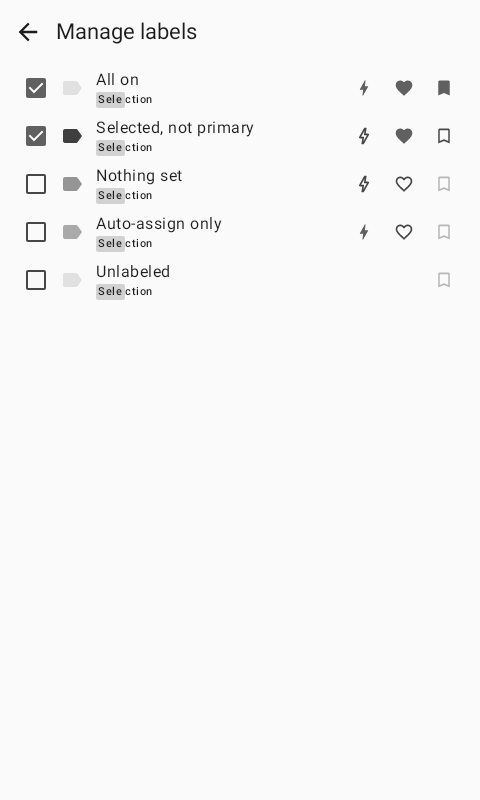 Manage labels
All on
Selection
Selected, not primary
Selection
Nothing set
Selection
Auto-assign only
Selection
Unlabeled
Selection